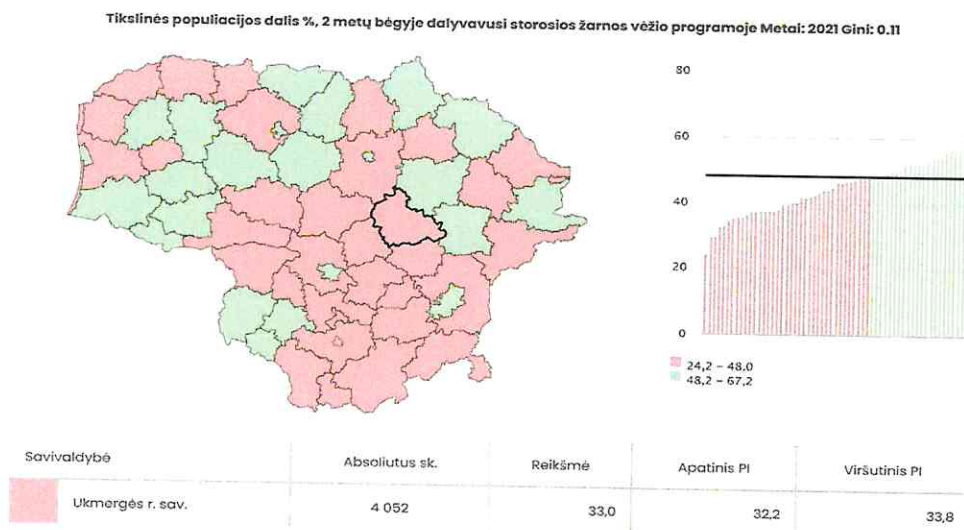 Tikslinės populiacijos dalis %, 2 metų bėgyje dalyvavusi storosios žarnos vėžio programoje Metai: 2021 Gini: 0.11
80
60
40
20
0
24,2 – 48,0
48,2 – 67,2
Savivaldybė Absoliutus sk. Reikšmė Apatinis PI Viršutinis PI
Ukmergės r. sav. 4 052 33,0 32,2 33,8